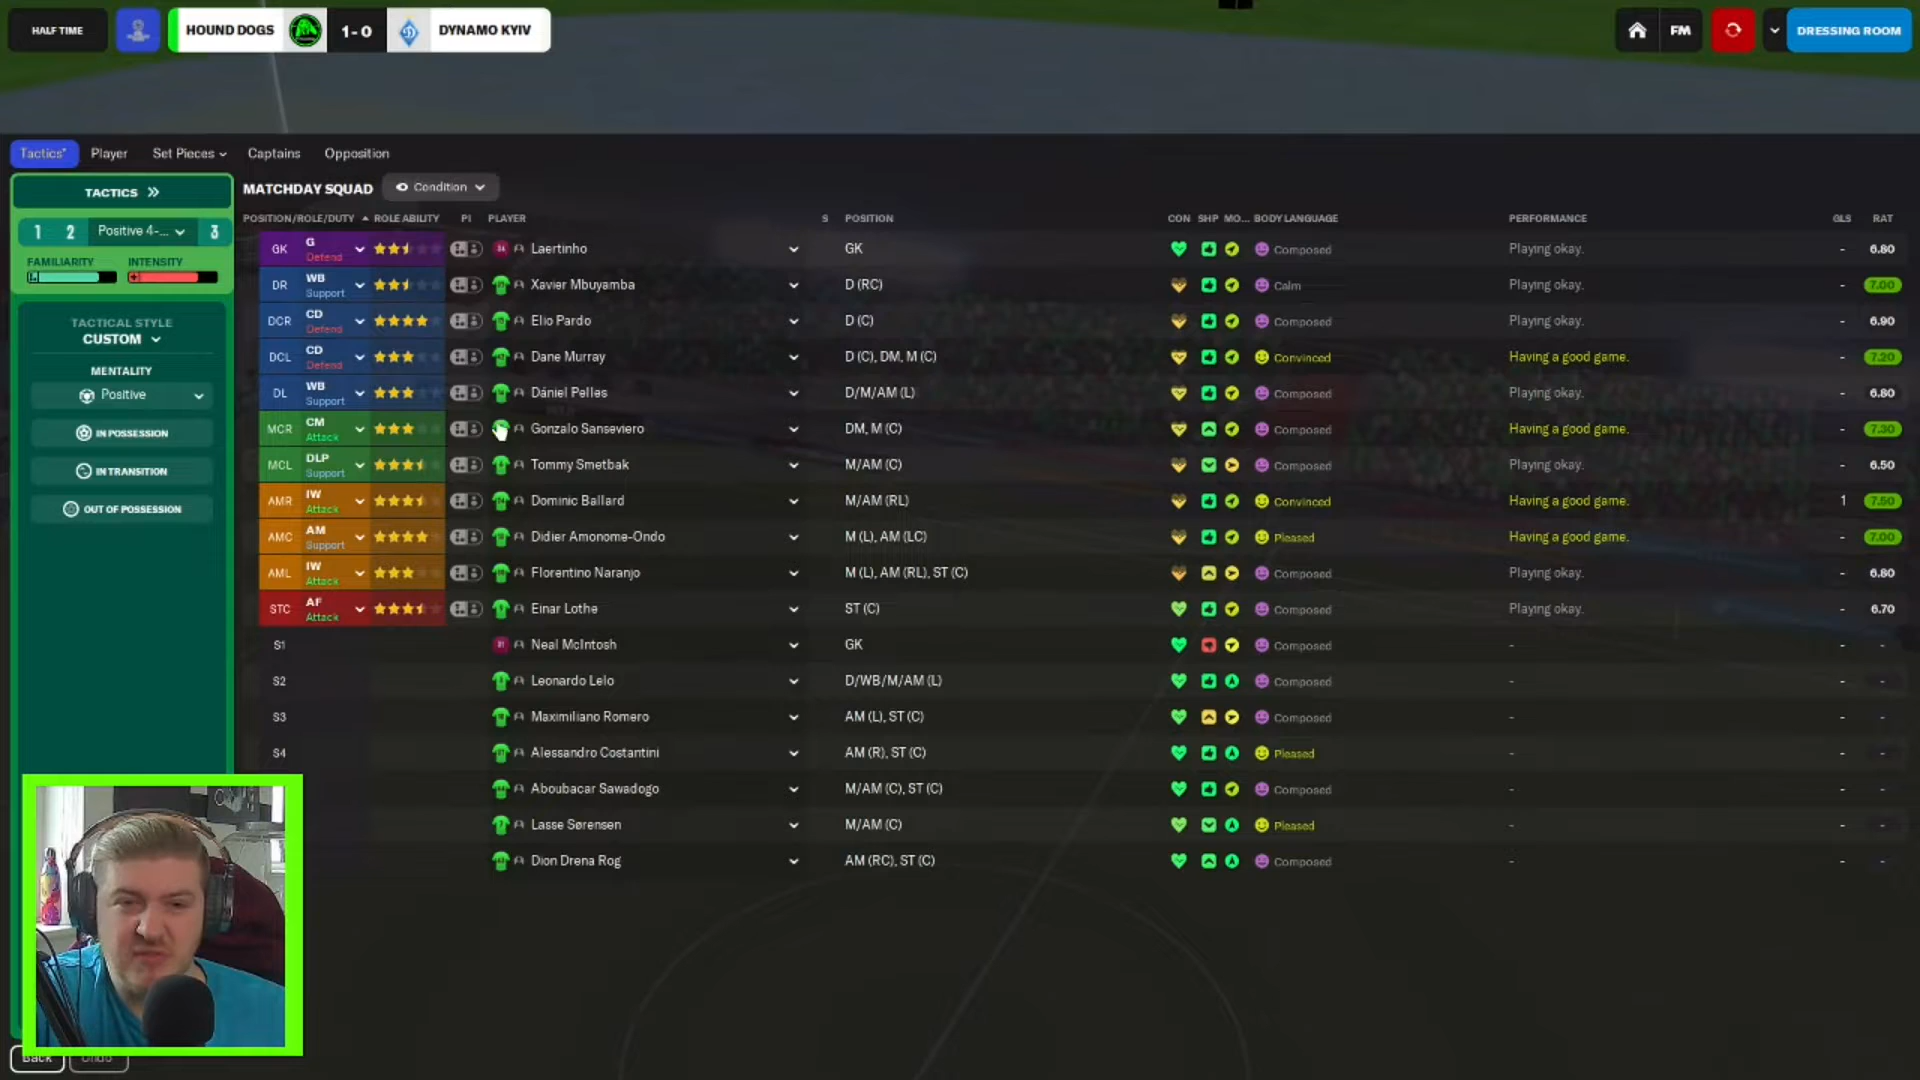 HALF TIME
HOUND DOGS
1 - 0
DYNAMO KYIV
FM
DRESSING ROOM
Tactics*
Player
Set Pieces
Captains
Opposition
TACTICS
MATCHDAY SQUAD
Condition
POSITION/ROLE/DUTY ROLE ABILITY PI PLAYER S POSITION CON SHP MO... BODY LANGUAGE PERFORMANCE GLS RAT
1 2 Positive 4-... 3
FAMILIARITY INTENSITY
TACTICAL STYLE
CUSTOM
MENTALITY
Positive
IN POSSESSION
IN TRANSITION
OUT OF POSSESSION
GK G Defend Laertinho GK Composed Playing okay. - 6.80
DR WB Support Xavier Mbuyamba D (RC) Calm Playing okay. - 7.00
DCR CD Defend Elio Pardo D (C) Composed Playing okay. - 6.90
DCL CD Defend Dane Murray D (C), DM, M (C) Convinced Having a good game. - 7.20
DL WB Support Dániel Pelles D/M/AM (L) Composed Playing okay. - 6.80
MCR CM Attack Gonzalo Sanseviero DM, M (C) Composed Having a good game. - 7.30
MCL DLP Support Tommy Smetbak M/AM (C) Composed Playing okay. - 6.50
AMR IW Attack Dominic Ballard M/AM (RL) Convinced Having a good game. 1 7.50
AMC AM Support Didier Amonome-Ondo M (L), AM (LC) Pleased Having a good game. - 7.00
AML IW Attack Florentino Naranjo M (L), AM (RL), ST (C) Composed Playing okay. - 6.80
STC AF Attack Einar Lothe ST (C) Composed Playing okay. - 6.70
S1 Neal McIntosh GK Composed - - -
S2 Leonardo Lelo D/WB/M/AM (L) Composed - - -
S3 Maximiliano Romero AM (L), ST (C) Composed - - -
S4 Alessandro Costantini AM (R), ST (C) Pleased - - -
Aboubacar Sawadogo M/AM (C), ST (C) Composed - - -
Lasse Sørensen M/AM (C) Pleased - - -
Dion Drena Rog AM (RC), ST (C) Composed - - -
Back
Undo